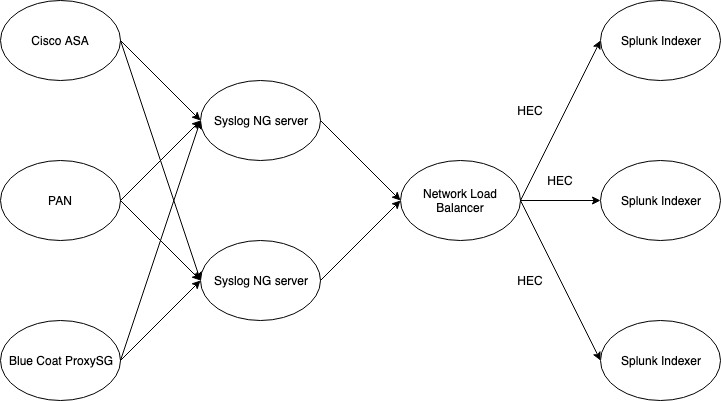 Cisco ASA
Splunk Indexer
HEC
Syslog NG server
PAN
Network Load
Balancer
HEC
Splunk Indexer
Syslog NG server
HEC
Blue Coat ProxySG
Splunk Indexer